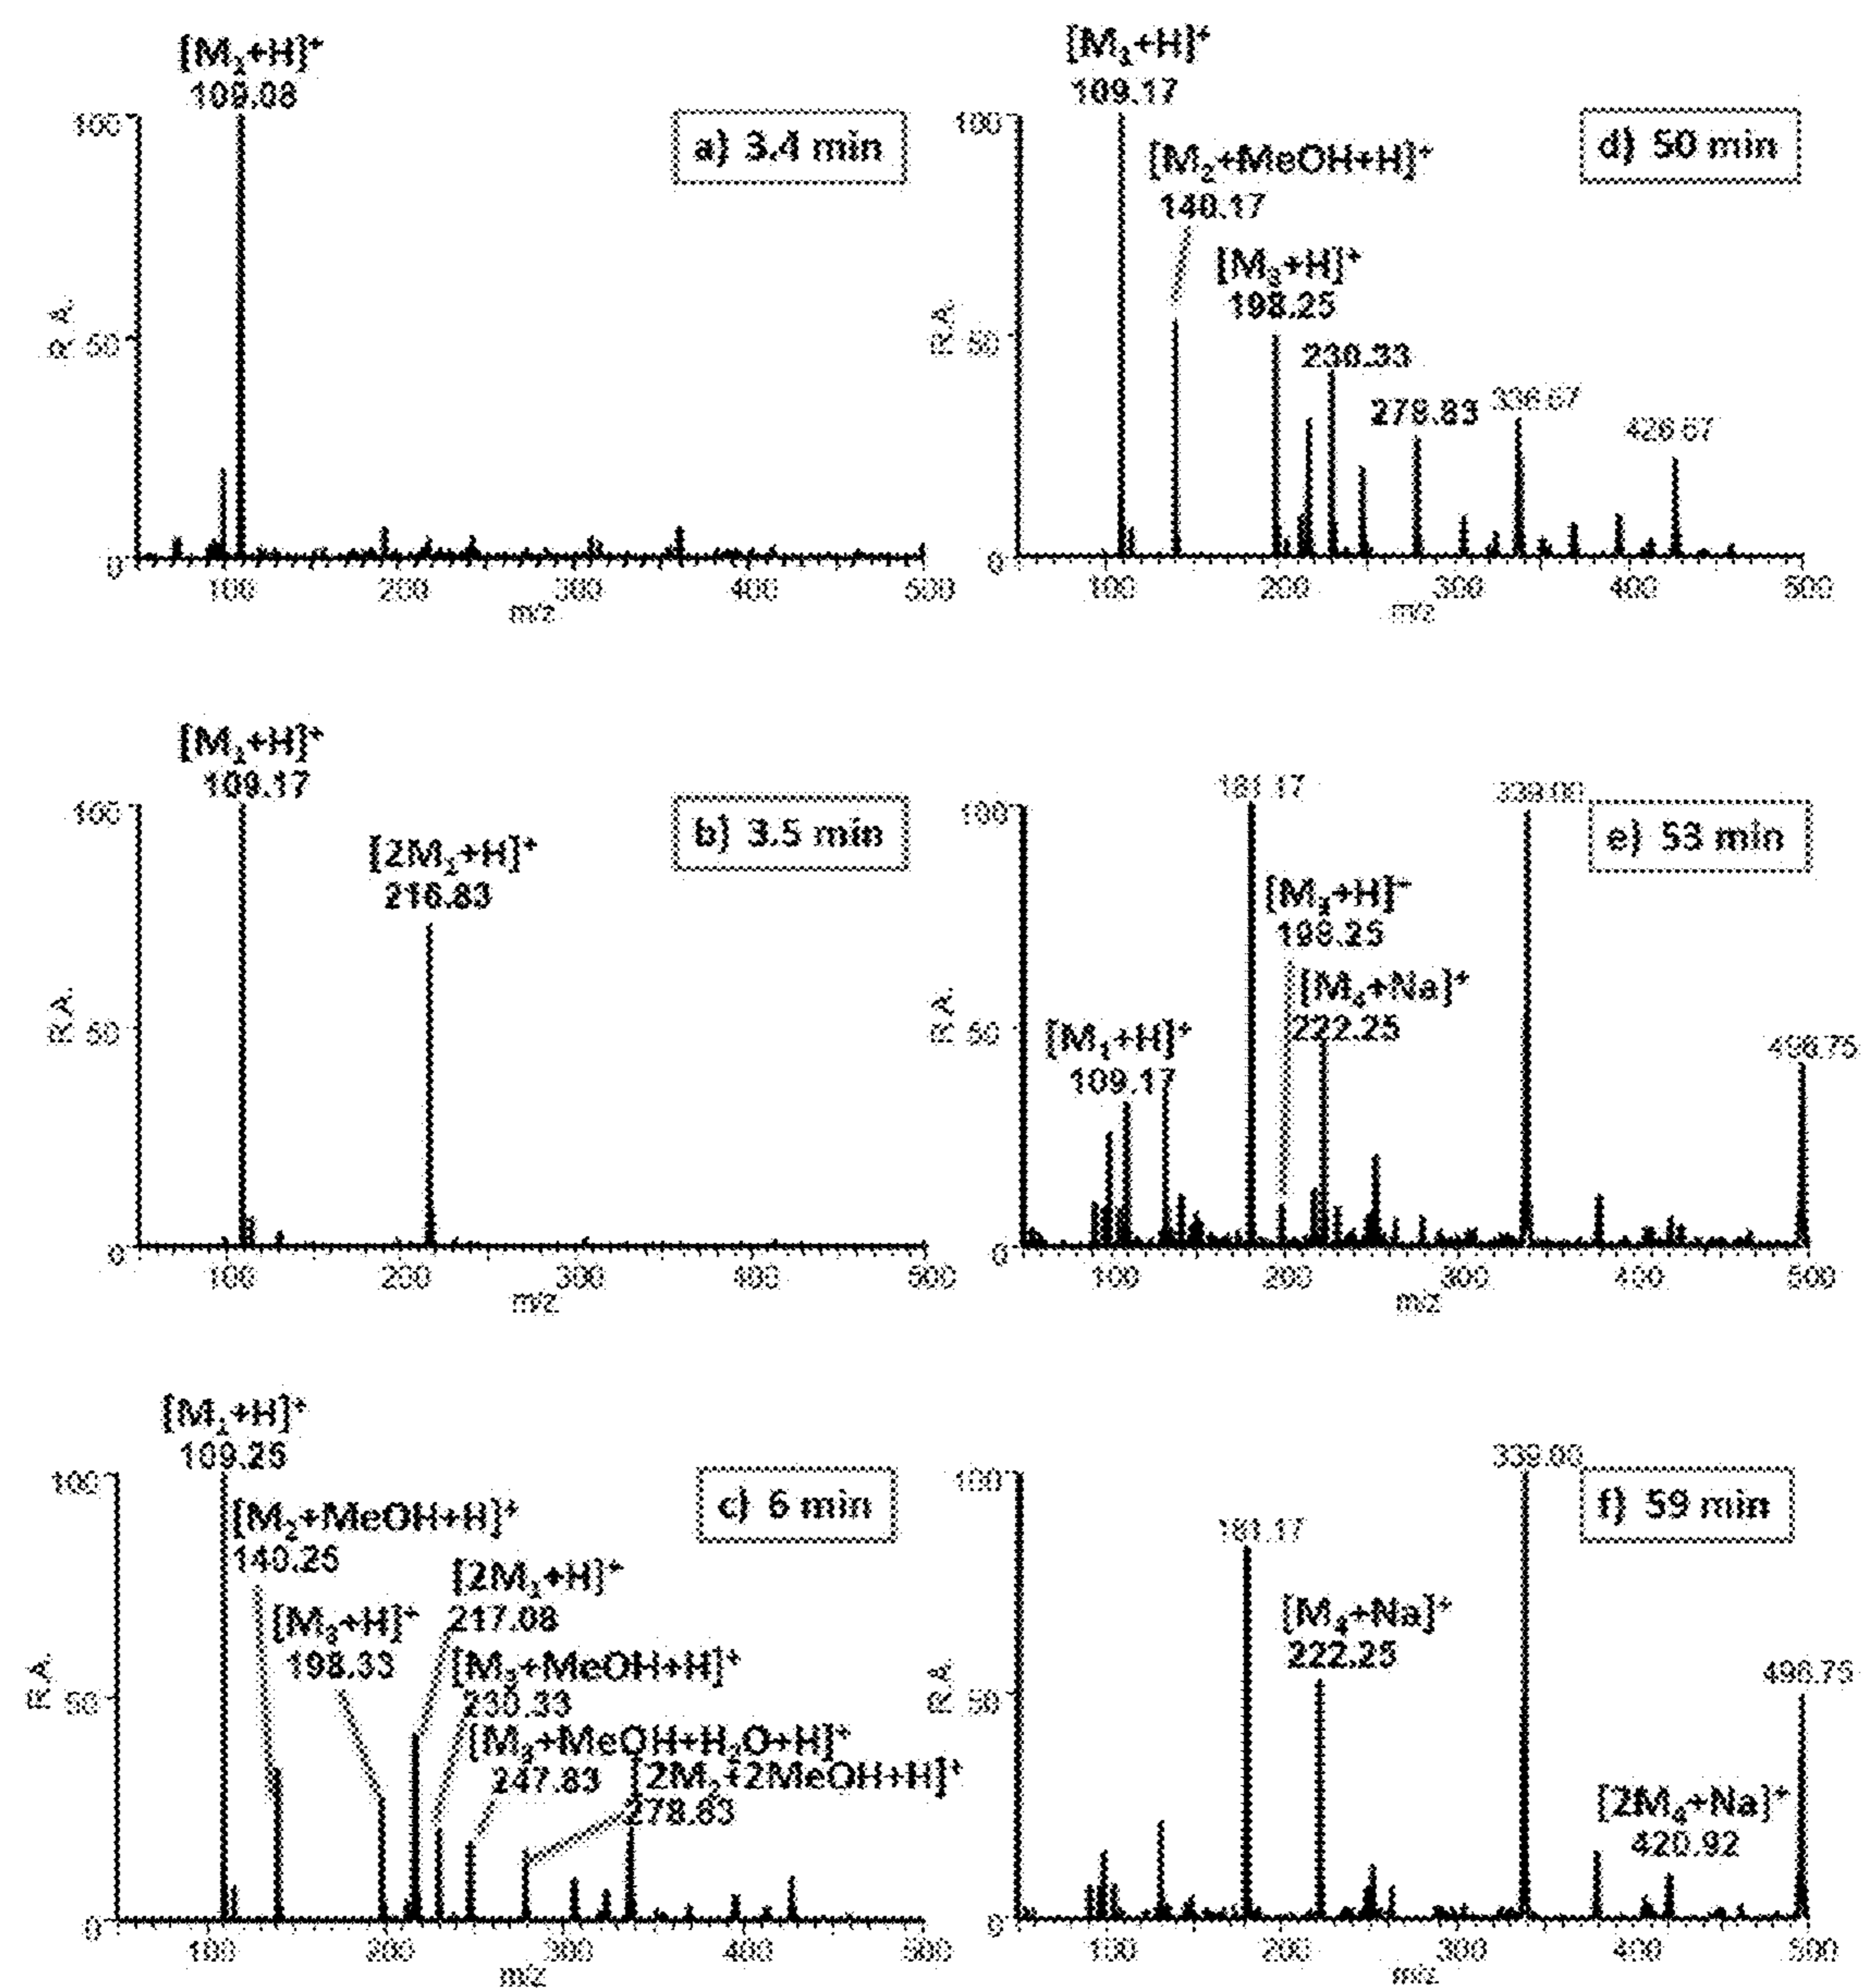 [M₁+H]⁺
109.08
a) 3.4 min
100
50
0
R.A.
100
200
300
400
500
m/z
[M₁+H]⁺
109.17
b) 3.5 min
[2M₁+H]⁺
216.83
100
50
0
R.A.
100
200
300
400
500
m/z
[M₁+H]⁺
109.25
c) 6 min
[M₂+MeOH+H]⁺
140.25
[2M₁+H]⁺
217.08
[M₃+H]⁺
198.33
[M₃+MeOH+H]⁺
230.33
[M₃+MeOH+H₂O+H]⁺
247.83
[2M₂+2MeOH+H]⁺
278.83
100
50
0
R.A.
100
200
300
400
500
m/z
[M₁+H]⁺
109.17
d) 50 min
[M₂+MeOH+H]⁺
140.17
[M₃+H]⁺
198.25
230.33
278.83
336.67
426.67
100
50
0
R.A.
100
200
300
400
500
m/z
181.17
339.00
e) 53 min
[M₃+H]⁺
198.25
[M₄+Na]⁺
222.25
[M₁+H]⁺
109.17
496.75
100
50
0
R.A.
100
200
300
400
500
m/z
339.00
f) 59 min
181.17
[M₄+Na]⁺
222.25
496.75
[2M₄+Na]⁺
420.92
100
50
0
R.A.
100
200
300
400
500
m/z